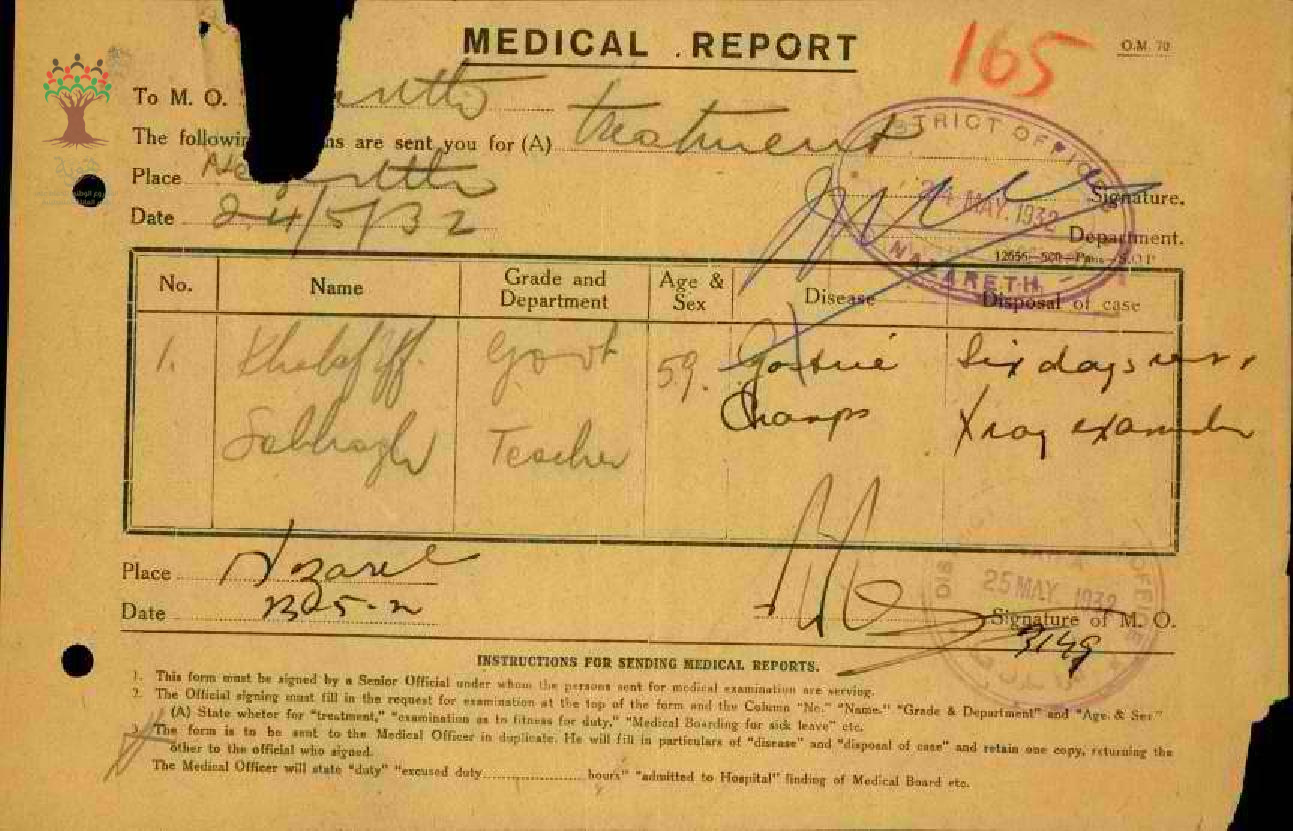 MEDICAL REPORT
165
O.M. 70
To M. O.
The following are sent you for (A) treatment
Place
Date 24/5/32
DISTRICT OFFICER
24 MAY. 1932
NAZARETH
Signature.
Department.
No. Name Grade and Department Age & Sex Disease Disposal of case
1. Govt 59. Gastric Six days
Sabbagh Teacher Xray
Place
Date
25 MAY 1932
Signature of M. O.
3149
INSTRUCTIONS FOR SENDING MEDICAL REPORTS.
1. This form must be signed by a Senior Official under whom the persons sent for medical examination are serving.
2. The Official signing must fill in the request for examination at the top of the form and the Column "No." "Name." "Grade & Department" and "Age. & Sex"
(A) State whetor for "treatment," "examination as to fitness for duty," "Medical Boarding for sick leave" etc.
The form is to be sent to the Medical Officer in duplicate. He will fill in particulars of "disease" and "disposal of case" and retain one copy, returning the
other to the official who signed.
The Medical Officer will state "duty" "excused duty..............hours" "admitted to Hospital" finding of Medical Board etc.